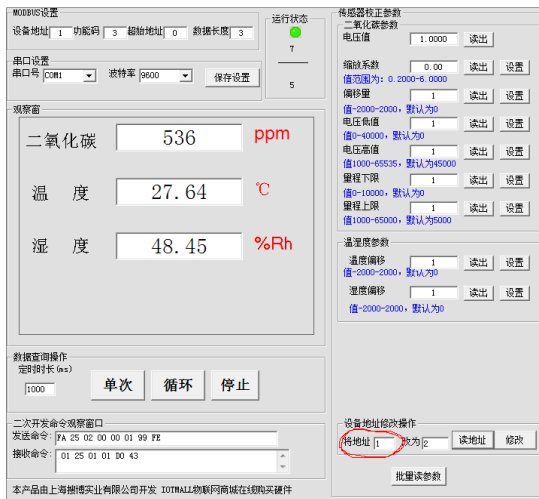 MODBUS设置
设备地址 1 功能码 3 超始地址 0 数据长度 3
串口设置
串口号 COM1 波特率 9600 保存设置
运行状态
7
5
观察窗
二氧化碳 536 ppm
温 度 27.64 ℃
湿 度 48.45 %Rh
数据查询操作
定时时长(ms)
1000 单次 循环 停止
二次开发命令观察窗口
发送命令: FA 25 02 00 00 01 99 FE
接收命令: 01 25 01 01 D0 43
本产品由上海搜博实业有限公司开发 IOTMALL物联网商城在线购买硬件
传感器校正参数
二氧化碳参数
电压值 1.0000 读出
缩放系数 0.00 读出 设置
值范围为: 0.2000-6.0000
偏移量 1 读出 设置
值-2000-2000, 默认为0
电压低值 1 读出 设置
值0-40000, 默认为0
电压高值 1 读出 设置
值1000-65535, 默认为45000
量程下限 1 读出 设置
值0-10000, 默认为0
量程上限 1 读出 设置
值1000-65000, 默认为5000
温湿度参数
温度偏移 1 读出 设置
值-2000-2000, 默认为0
湿度偏移 1 读出 设置
值-2000-2000, 默认为0
设备地址修改操作
将地址 1 改为 2 读地址 修改
批量读参数